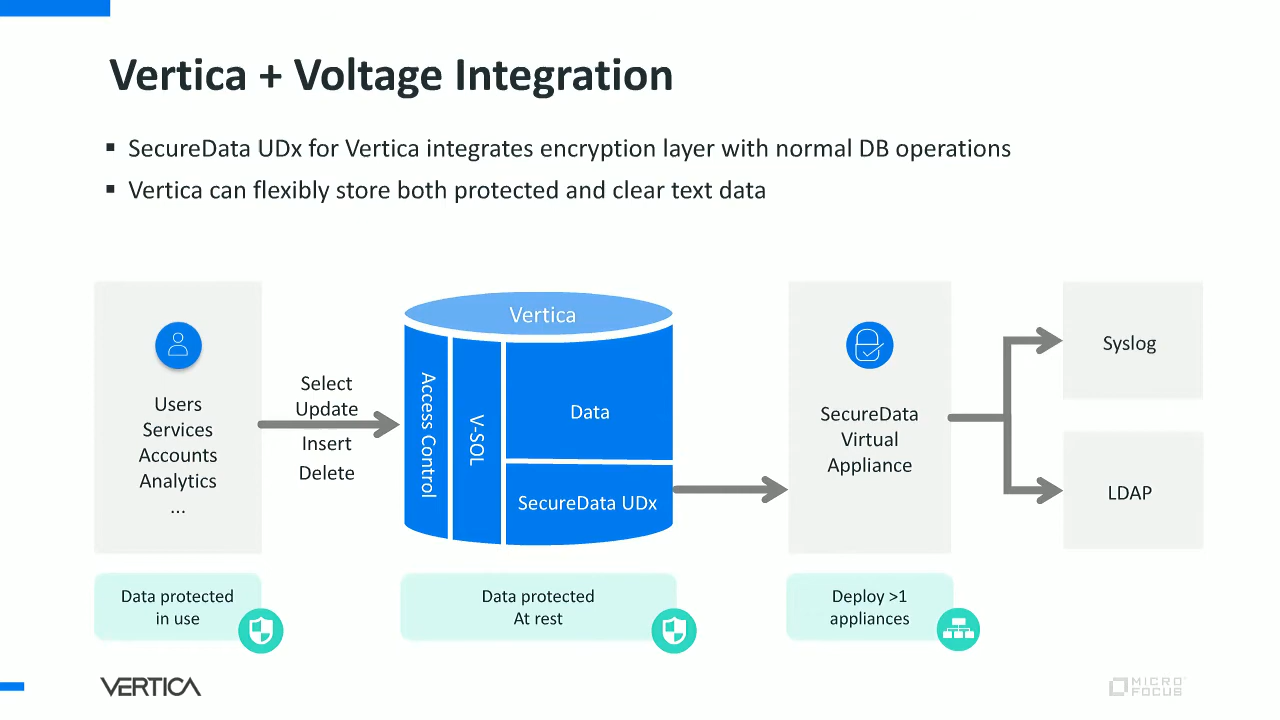 Vertica + Voltage Integration
SecureData UDx for Vertica integrates encryption layer with normal DB operations
Vertica can flexibly store both protected and clear text data
Users
Services
Accounts
Analytics
...
Select
Update
Insert
Delete
Vertica
Access Control
V-SQL
Data
SecureData UDx
SecureData
Virtual
Appliance
Syslog
LDAP
Data protected
in use
Data protected
At rest
Deploy >1
appliances
VERTICA
MICRO
FOCUS